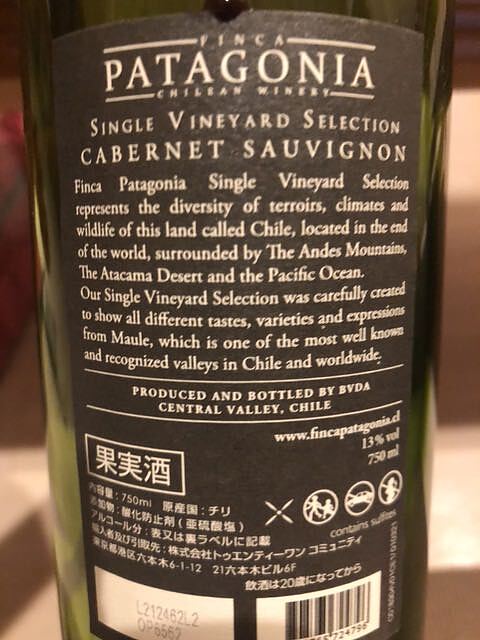 FINCA
PATAGONIA
CHILEAN WINERY
SINGLE VINEYARD SELECTION
CABERNET SAUVIGNON
Finca Patagonia Single Vineyard Selection
represents the diversity of terroirs, climates and
wildlife of this land called Chile, located in the end
of the world, surrounded by The Andes Mountains,
The Atacama Desert and the Pacific Ocean.
Our Single Vineyard Selection was carefully created
to show all different tastes, varieties and expressions
from Maule, which is one of the most well known
and recognized valleys in Chile and worldwide.
PRODUCED AND BOTTLED BY BVDA
CENTRAL VALLEY, CHILE
www.fincapatagonia.cl
13% vol
750 ml
果実酒
内容量:750ml 原産国:チリ
添加物:酸化防止剤(亜硫酸塩)
アルコール分:表又は裏ラベルに記載
輸入者及び引取先:株式会社トゥエンティーワン コミュニティ
東京都港区六本木6-1-12 21六本木ビル6F
contains sulfites
飲酒は20歳になってから
L212462L2
OP6562